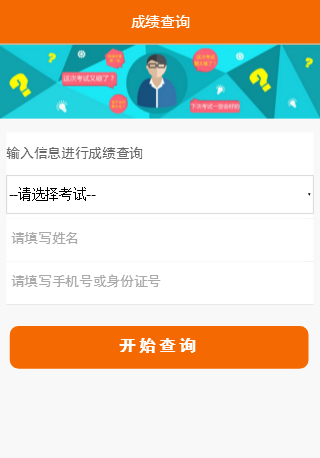 成绩查询
这次考试又砸了？
下次考试一定会好的
输入信息进行成绩查询
--请选择考试--
请填写姓名
请填写手机号或身份证号
开始查询